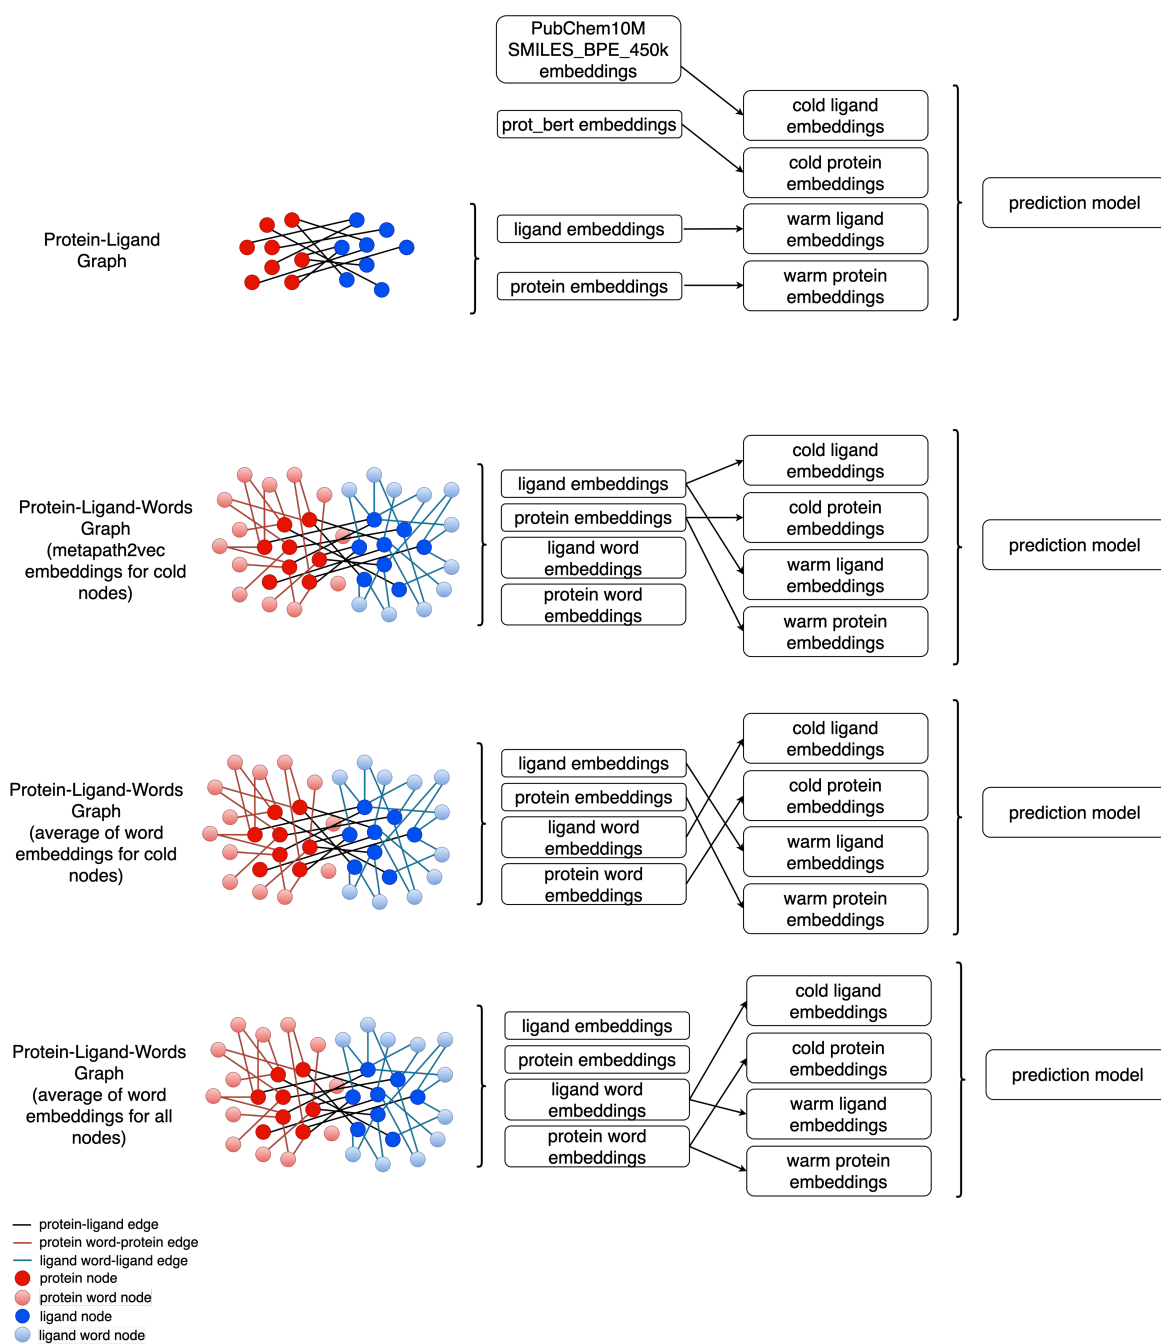 PubChem10M
SMILES_BPE_450k
embeddings
prot_bert embeddings
cold ligand
embeddings
cold protein
embeddings
Protein-Ligand
Graph
ligand embeddings
protein embeddings
warm ligand
embeddings
warm protein
embeddings
prediction model
Protein-Ligand-Words
Graph
(metapath2vec
embeddings for cold
nodes)
ligand embeddings
protein embeddings
ligand word
embeddings
protein word
embeddings
cold ligand
embeddings
cold protein
embeddings
warm ligand
embeddings
warm protein
embeddings
prediction model
Protein-Ligand-Words
Graph
(average of word
embeddings for cold
nodes)
ligand embeddings
protein embeddings
ligand word
embeddings
protein word
embeddings
cold ligand
embeddings
cold protein
embeddings
warm ligand
embeddings
warm protein
embeddings
prediction model
Protein-Ligand-Words
Graph
(average of word
embeddings for all
nodes)
ligand embeddings
protein embeddings
ligand word
embeddings
protein word
embeddings
cold ligand
embeddings
cold protein
embeddings
warm ligand
embeddings
warm protein
embeddings
prediction model
protein-ligand edge
protein word-protein edge
ligand word-ligand edge
protein node
protein word node
ligand node
ligand word node